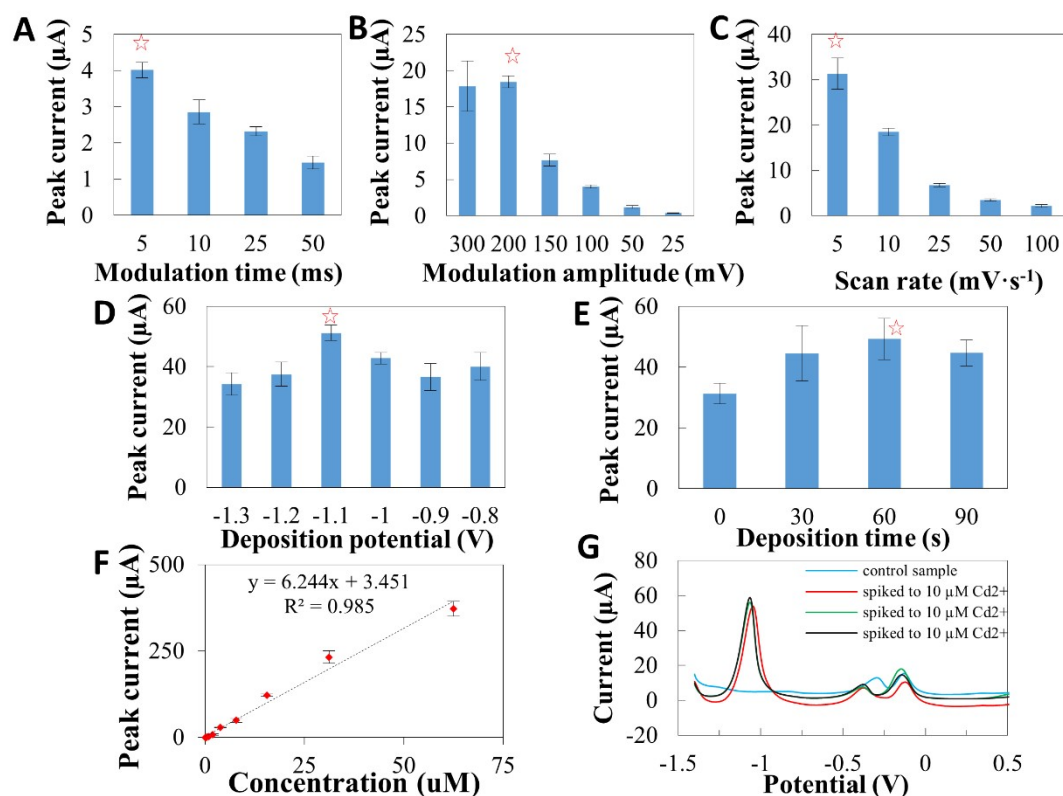 A
Peak current (µA)
5
4
3
2
1
0
5 10 25 50
Modulation time (ms)
B
Peak current (µA)
25
20
15
10
5
0
300 200 150 100 50 25
Modulation amplitude (mV)
C
Peak current (µA)
40
30
20
10
0
5 10 25 50 100
Scan rate (mV·s⁻¹)
D
Peak current (µA)
60
40
20
0
-1.3 -1.2 -1.1 -1 -0.9 -0.8
Deposition potential (V)
E
Peak current (µA)
60
40
20
0
0 30 60 90
Deposition time (s)
F
Peak current (µA)
500
250
0
y = 6.244x + 3.451
R² = 0.985
0 25 50 75
Concentration (uM)
G
Current (µA)
80
60
40
20
0
-20
control sample
spiked to 10 µM Cd2+
spiked to 10 µM Cd2+
spiked to 10 µM Cd2+
-1.5 -1 -0.5 0 0.5
Potential (V)